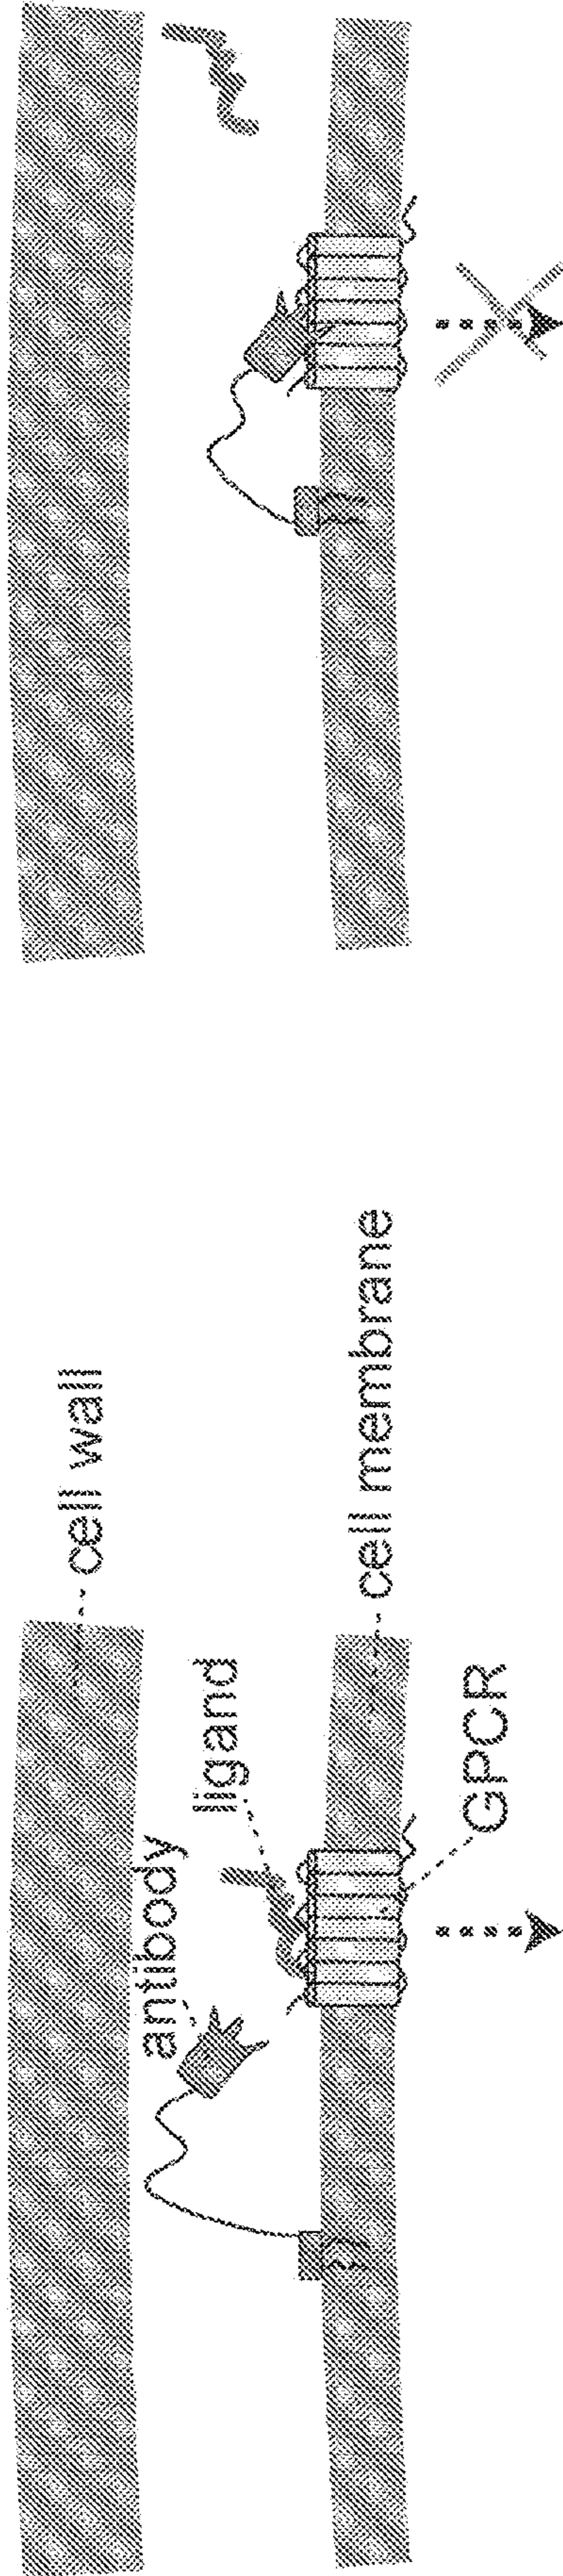 cell wall
antibody
ligand
cell membrane
GPCR